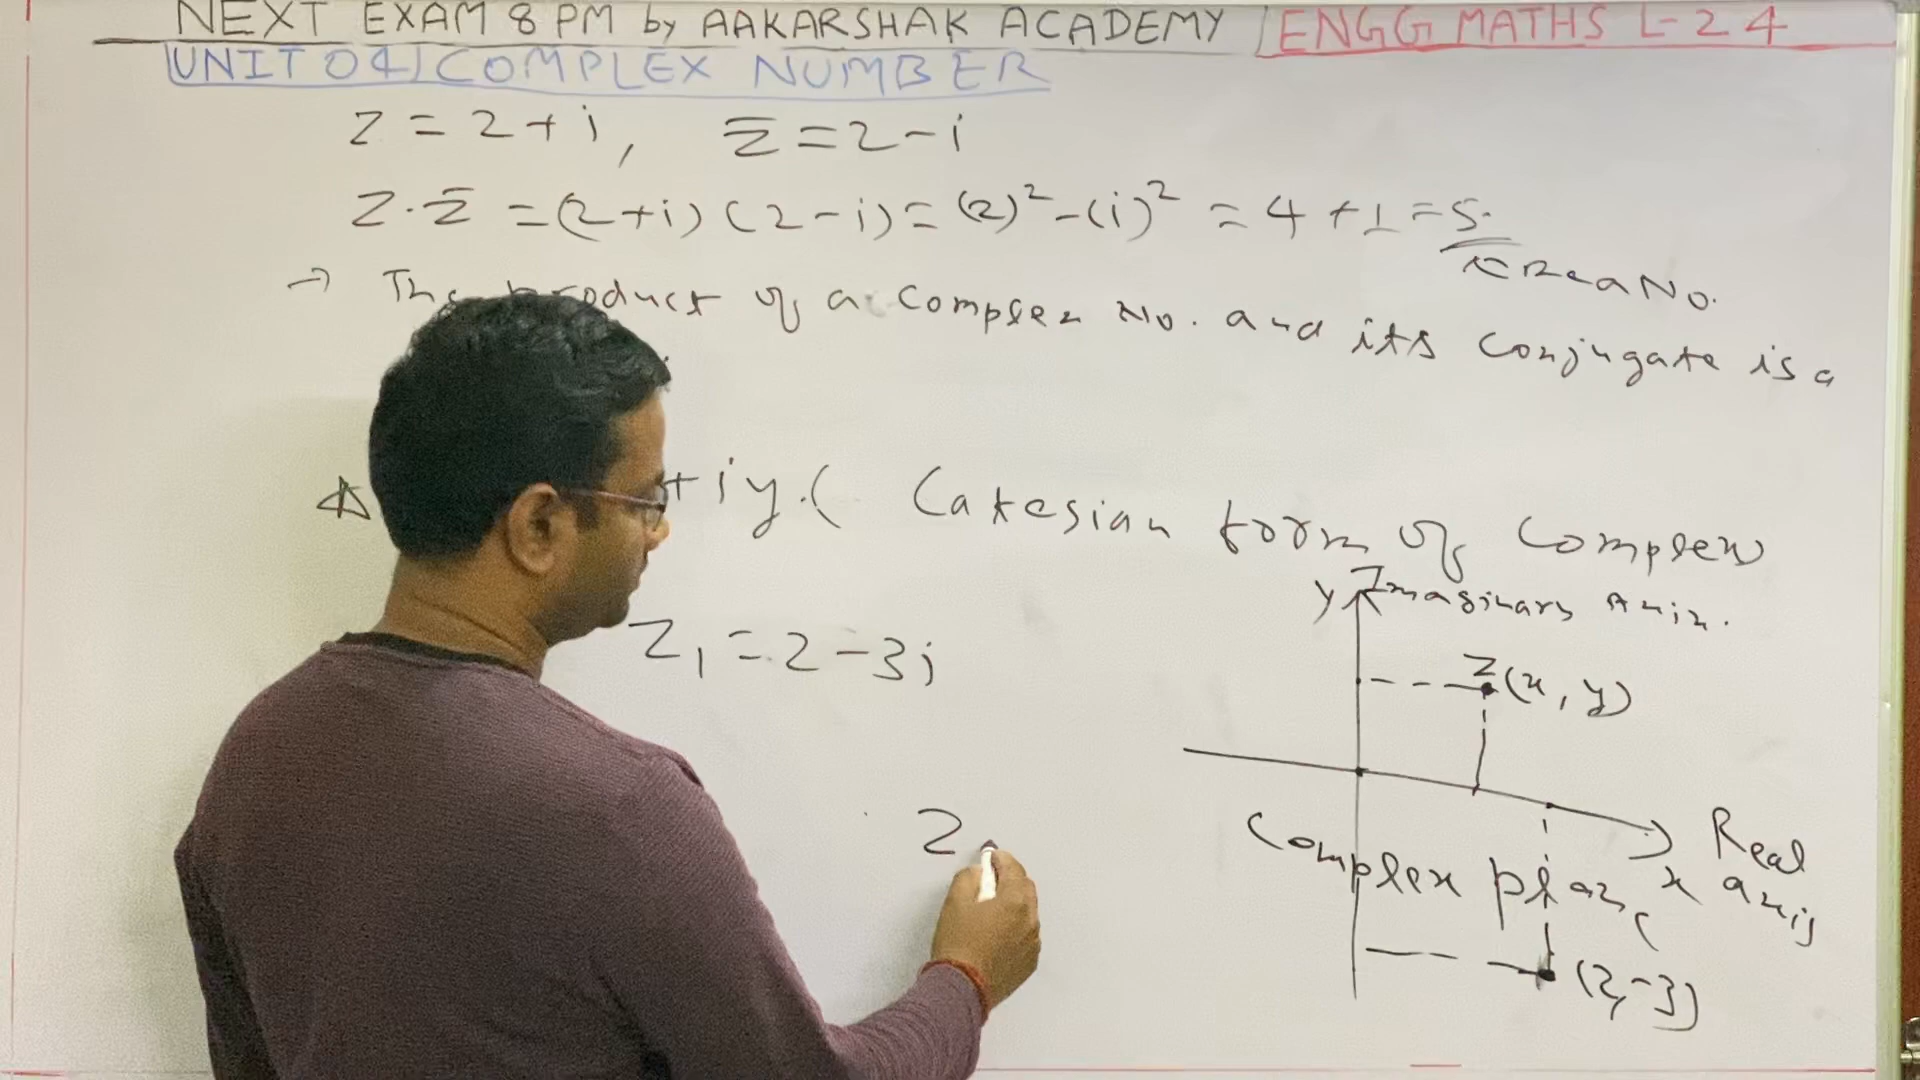 NEXT EXAM 8 PM by AAKARSHAK ACADEMY ENGG MATHS L-24
UNIT 04 COMPLEX NUMBER
z = 2 + i, z̅ = 2 - i
z · z̅ = (2 + i) (2 - i) = (2)² - (i)² = 4 + 1 = 5.
Rea No.
→ The product of a Complex No. and its Conjugate is a
+ iy. ( Catesian form of Complex
y Imaginary Axis.
z₁ = 2 - 3i
z (x, y)
z
Real
x axis
Complex plane
(2, -3)